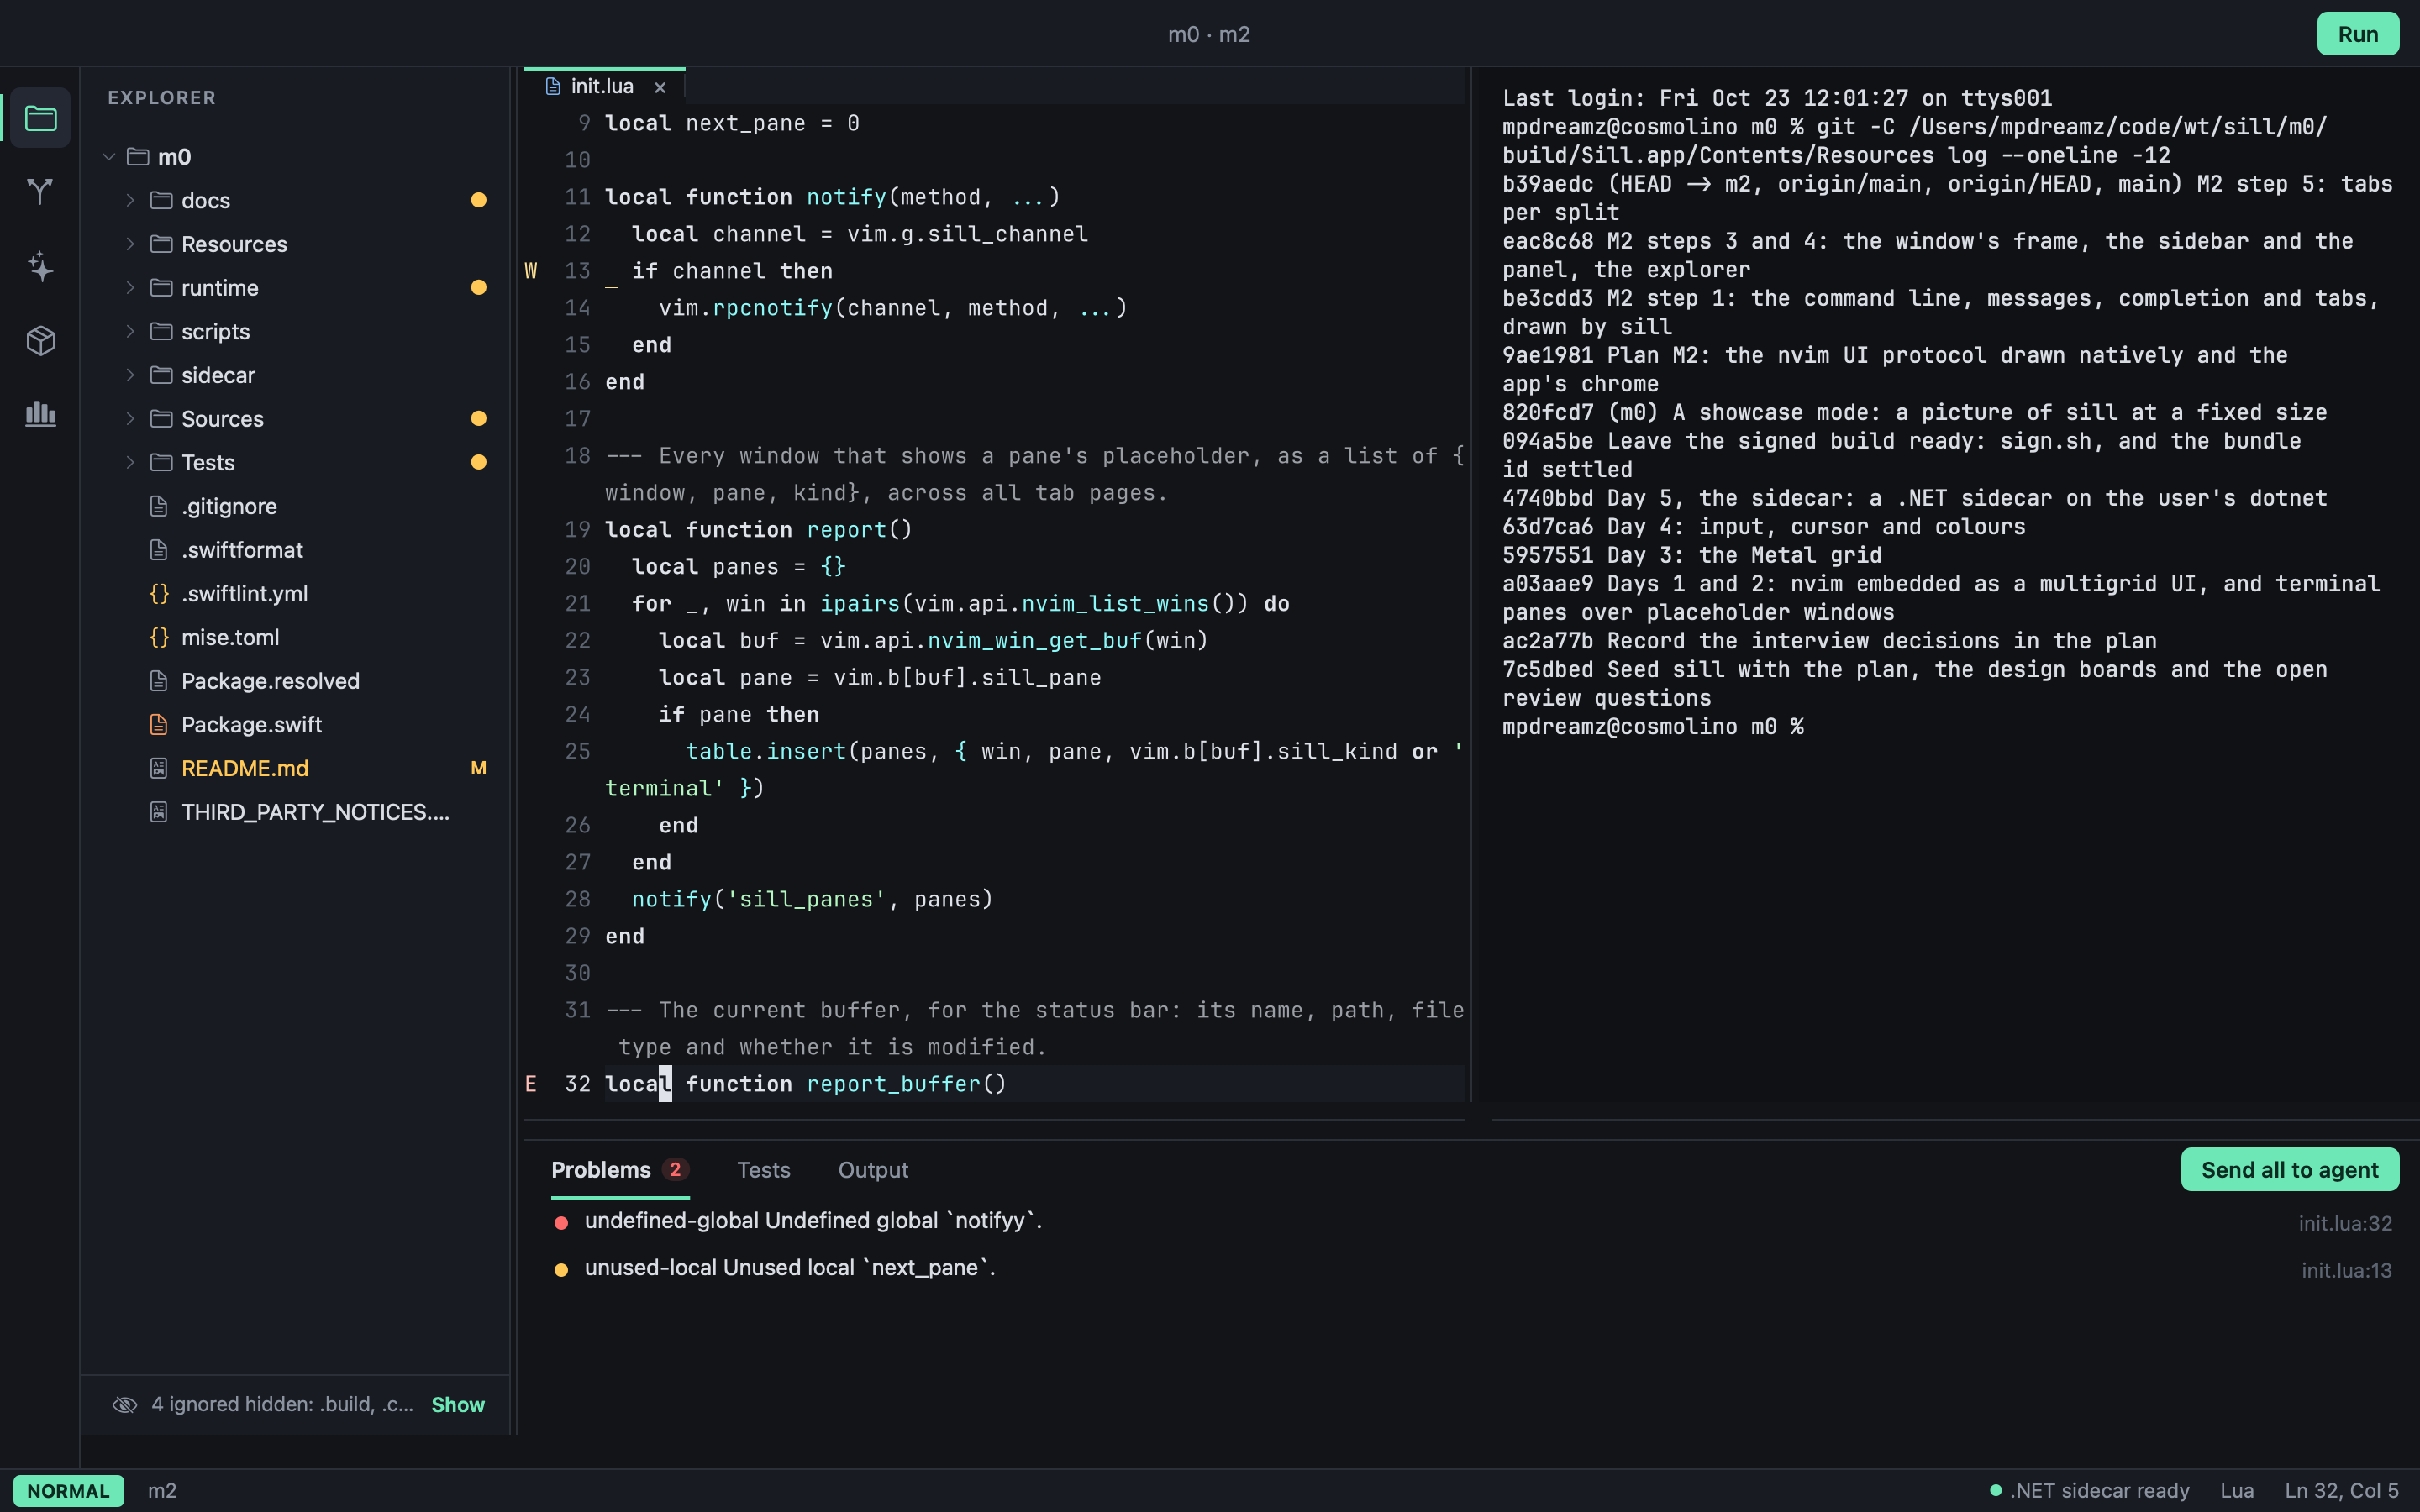 m0 · m2
Run
EXPLORER
m0
docs
Resources
runtime
scripts
sidecar
Sources
Tests
.gitignore
.swiftformat
{} .swiftlint.yml
{} mise.toml
Package.resolved
Package.swift
README.md M
THIRD_PARTY_NOTICES....
4 ignored hidden: .build, .c... Show
init.lua ×
9 local next_pane = 0
10
11 local function notify(method, ...)
12   local channel = vim.g.sill_channel
W 13 _ if channel then
14     vim.rpcnotify(channel, method, ...)
15   end
16 end
17
18 --- Every window that shows a pane's placeholder, as a list of {
window, pane, kind}, across all tab pages.
19 local function report()
20   local panes = {}
21   for _, win in ipairs(vim.api.nvim_list_wins()) do
22     local buf = vim.api.nvim_win_get_buf(win)
23     local pane = vim.b[buf].sill_pane
24     if pane then
25       table.insert(panes, { win, pane, vim.b[buf].sill_kind or '
terminal' })
26     end
27   end
28   notify('sill_panes', panes)
29 end
30
31 --- The current buffer, for the status bar: its name, path, file
 type and whether it is modified.
E 32 local function report_buffer()
Last login: Fri Oct 23 12:01:27 on ttys001
mpdreamz@cosmolino m0 % git -C /Users/mpdreamz/code/wt/sill/m0/
build/Sill.app/Contents/Resources log --oneline -12
b39aedc (HEAD -> m2, origin/main, origin/HEAD, main) M2 step 5: tabs
per split
eac8c68 M2 steps 3 and 4: the window's frame, the sidebar and the
panel, the explorer
be3cdd3 M2 step 1: the command line, messages, completion and tabs,
drawn by sill
9ae1981 Plan M2: the nvim UI protocol drawn natively and the
app's chrome
820fcd7 (m0) A showcase mode: a picture of sill at a fixed size
094a5be Leave the signed build ready: sign.sh, and the bundle
id settled
4740bbd Day 5, the sidecar: a .NET sidecar on the user's dotnet
63d7ca6 Day 4: input, cursor and colours
5957551 Day 3: the Metal grid
a03aae9 Days 1 and 2: nvim embedded as a multigrid UI, and terminal
panes over placeholder windows
ac2a77b Record the interview decisions in the plan
7c5dbed Seed sill with the plan, the design boards and the open
review questions
mpdreamz@cosmolino m0 %
Problems 2 Tests Output
Send all to agent
undefined-global Undefined global `notifyy`. init.lua:32
unused-local Unused local `next_pane`. init.lua:13
NORMAL m2
.NET sidecar ready Lua Ln 32, Col 5